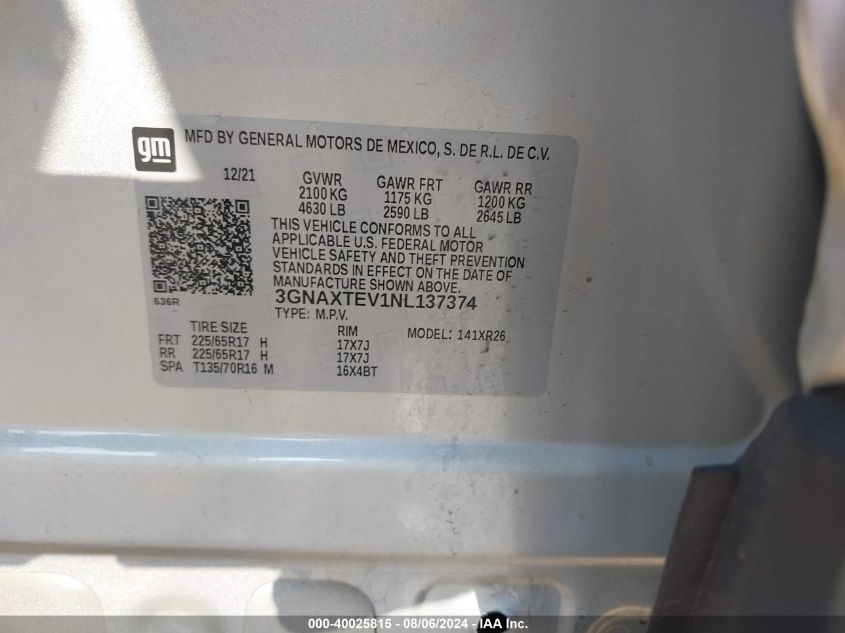 gm MFD BY GENERAL MOTORS DE MEXICO, S. DE R.L. DE C.V.
12/21 GVWR GAWR FRT GAWR RR
2100 KG 1175 KG 1200 KG
4630 LB 2590 LB 2645 LB
THIS VEHICLE CONFORMS TO ALL
APPLICABLE U.S. FEDERAL MOTOR
VEHICLE SAFETY AND THEFT PREVENTION
STANDARDS IN EFFECT ON THE DATE OF
MANUFACTURE SHOWN ABOVE.
636R 3GNAXTEV1NL137374
TYPE: M.P.V. MODEL: 141XR26
TIRE SIZE RIM
FRT 225/65R17 H 17X7J
RR 225/65R17 H 17X7J
SPA T135/70R16 M 16X4BT
000-40025815 - 08/06/2024 - IAA Inc.